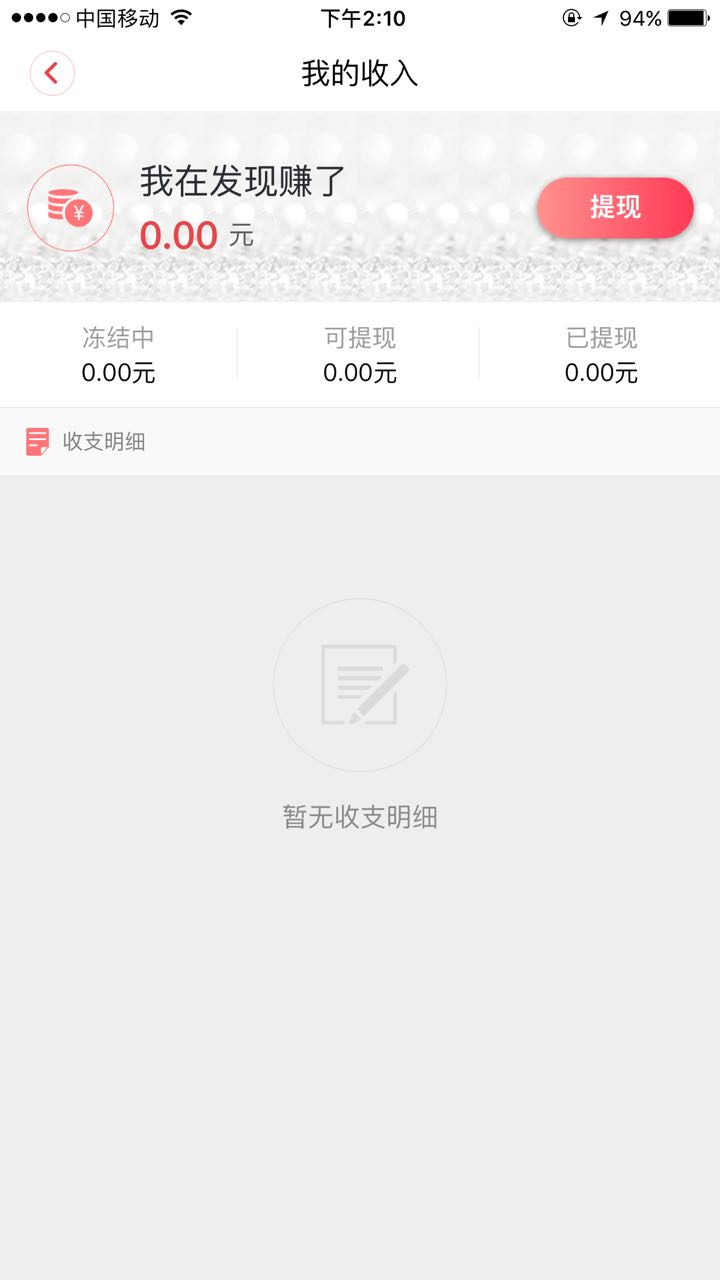 中国移动 下午2:10 94%
我的收入
我在发现赚了
0.00 元
提现
冻结中 可提现 已提现
0.00元 0.00元 0.00元
收支明细
暂无收支明细